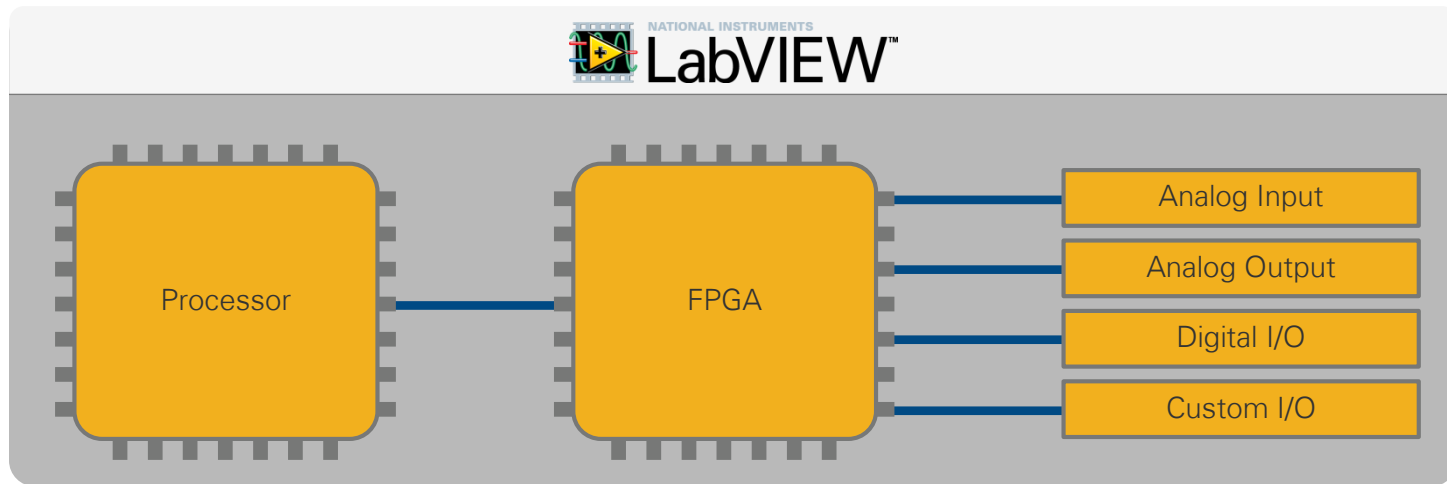 NATIONAL INSTRUMENTS
LabVIEW™
Processor
FPGA
Analog Input
Analog Output
Digital I/O
Custom I/O